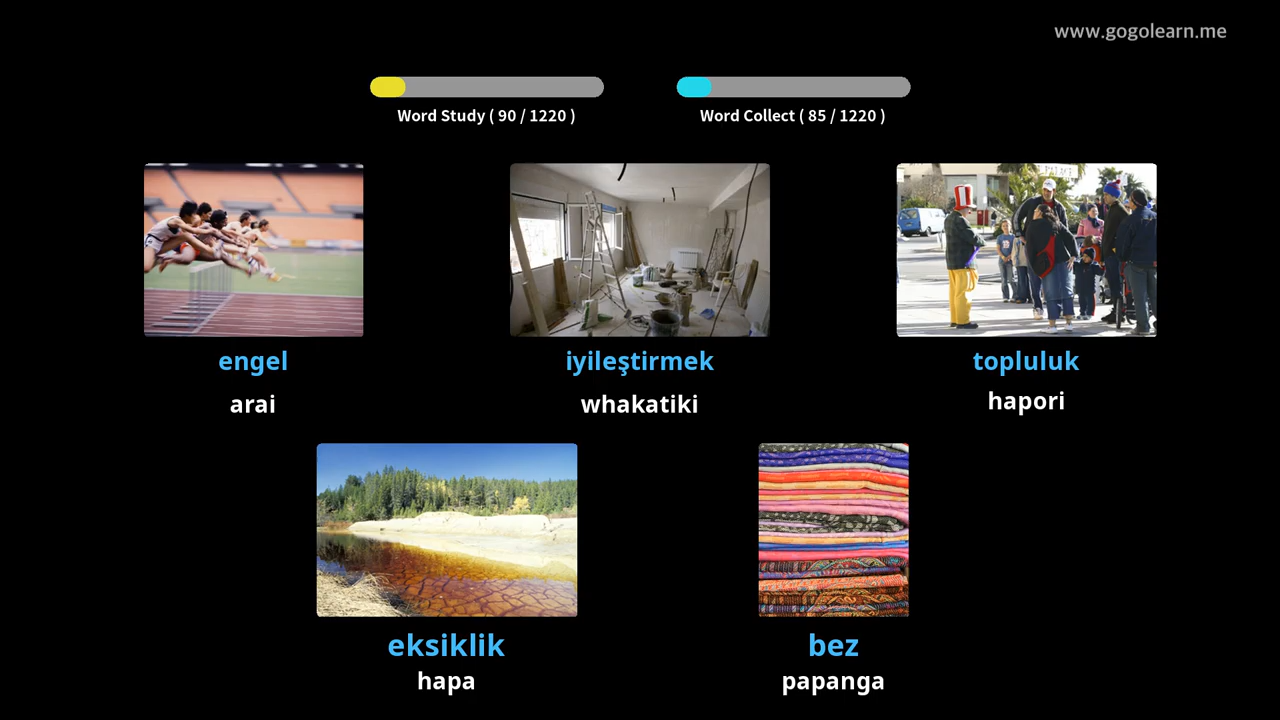 www.gogolearn.me
Word Study ( 90 / 1220 )
Word Collect ( 85 / 1220 )
engel
arai
iyileştirmek
whakatiki
topluluk
hapori
eksiklik
hapa
bez
papanga